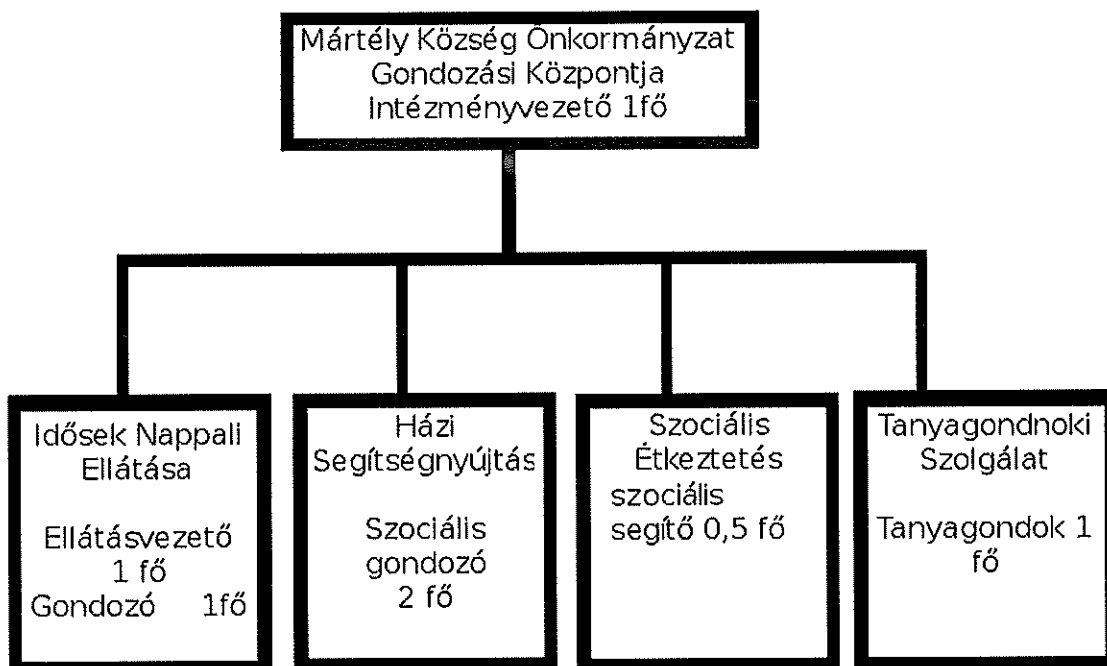 Mártély Község Önkormányzat
Gondozási Központja
Intézményvezető 1fő
Idősek Nappali
Ellátása
Ellátásvezető
1 fő
Gondozó 1fő
Házi
Segítségnyújtás
Szociális
gondozó
2 fő
Szociális
Étkeztetés
szociális
segítő 0,5 fő
Tanyagondnoki
Szolgálat
Tanyagondok 1
fő